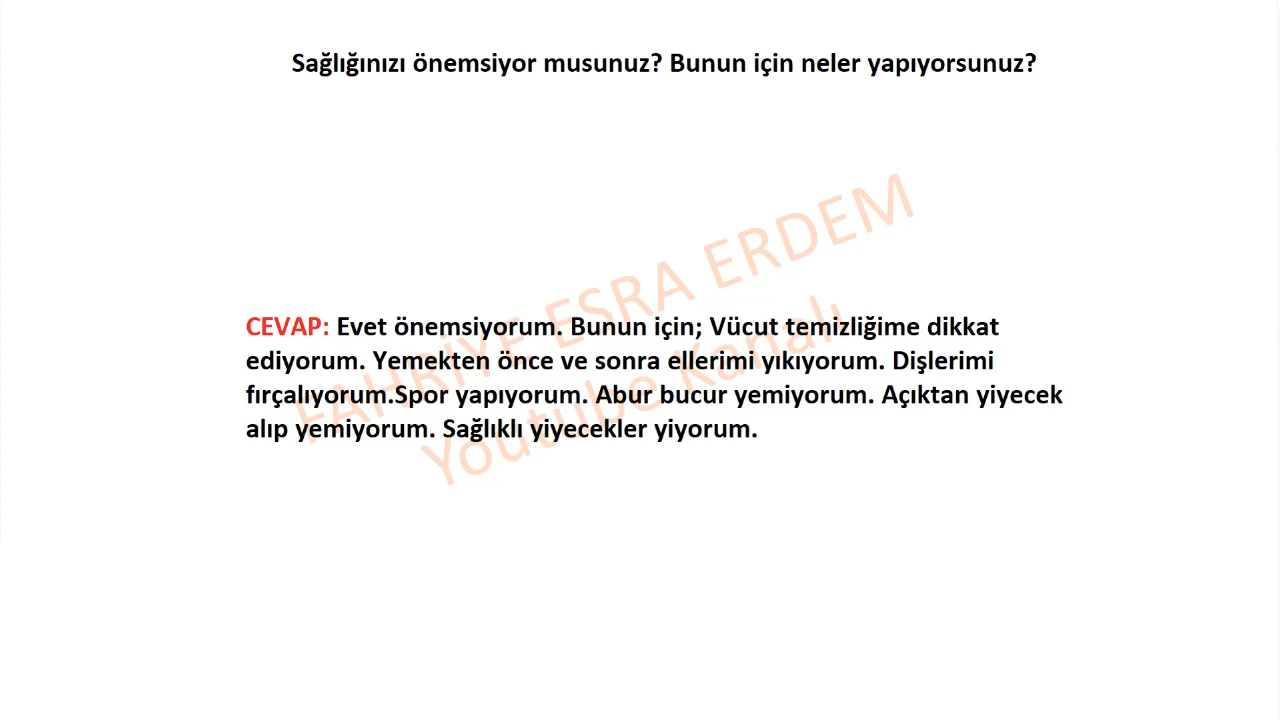 Sağlığınızı önemsiyor musunuz? Bunun için neler yapıyorsunuz?
FAHRİYE ESRA ERDEM
Youtube Kanalı
CEVAP: Evet önemsiyorum. Bunun için; Vücut temizliğime dikkat
ediyorum. Yemekten önce ve sonra ellerimi yıkıyorum. Dişlerimi
fırçalıyorum.Spor yapıyorum. Abur bucur yemiyorum. Açıktan yiyecek
alıp yemiyorum. Sağlıklı yiyecekler yiyorum.